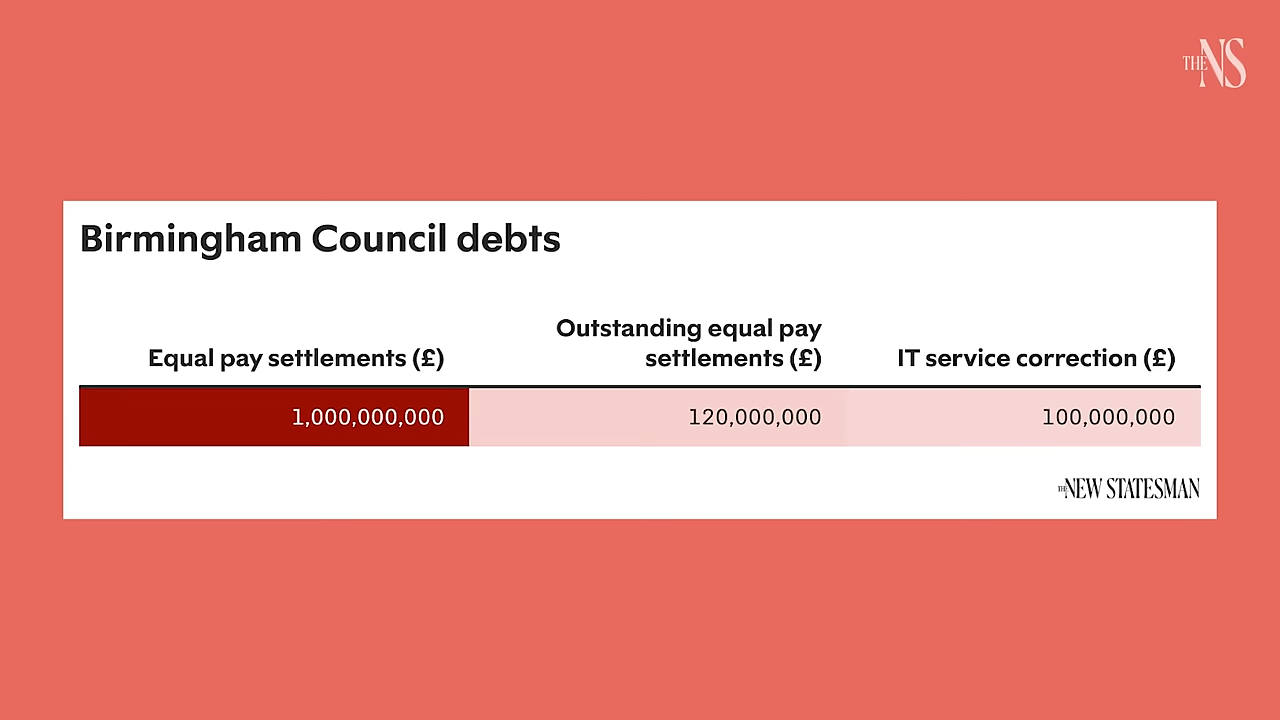 THE NS
Birmingham Council debts
Equal pay settlements (£)
Outstanding equal pay
settlements (£)
IT service correction (£)
1,000,000,000
120,000,000
100,000,000
THE NEW STATESMAN